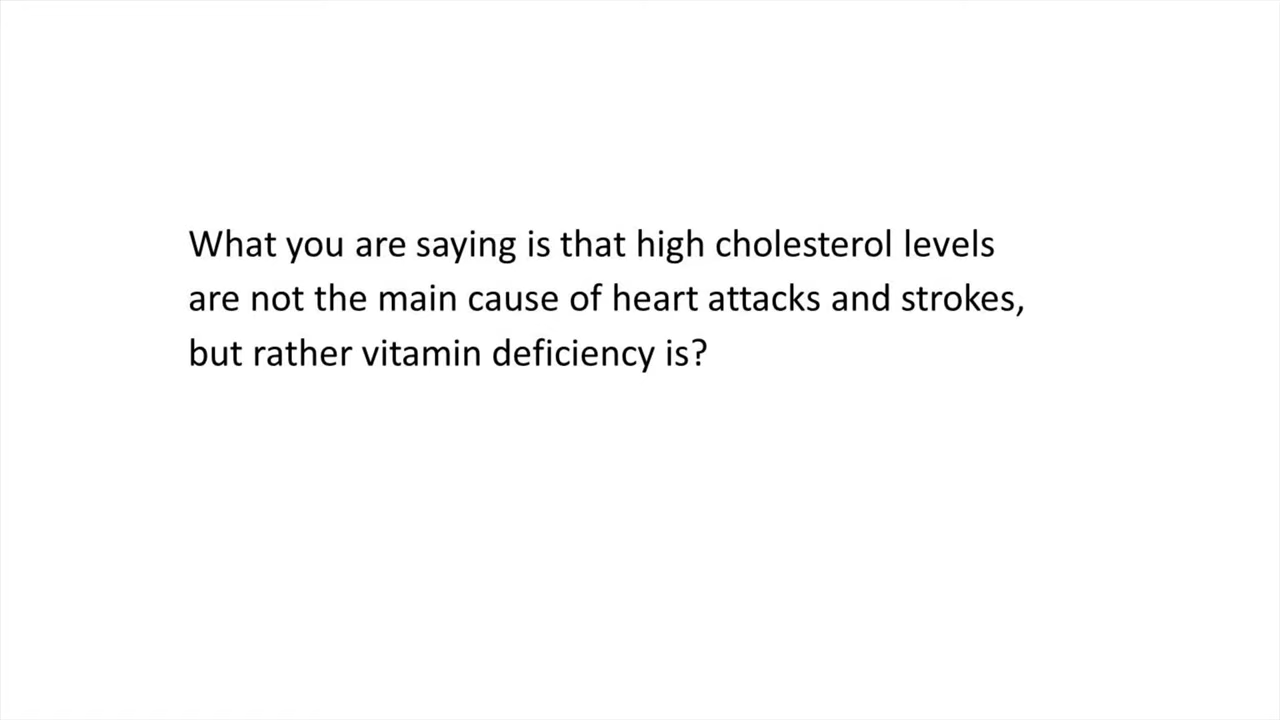 What you are saying is that high cholesterol levels
are not the main cause of heart attacks and strokes,
but rather vitamin deficiency is?